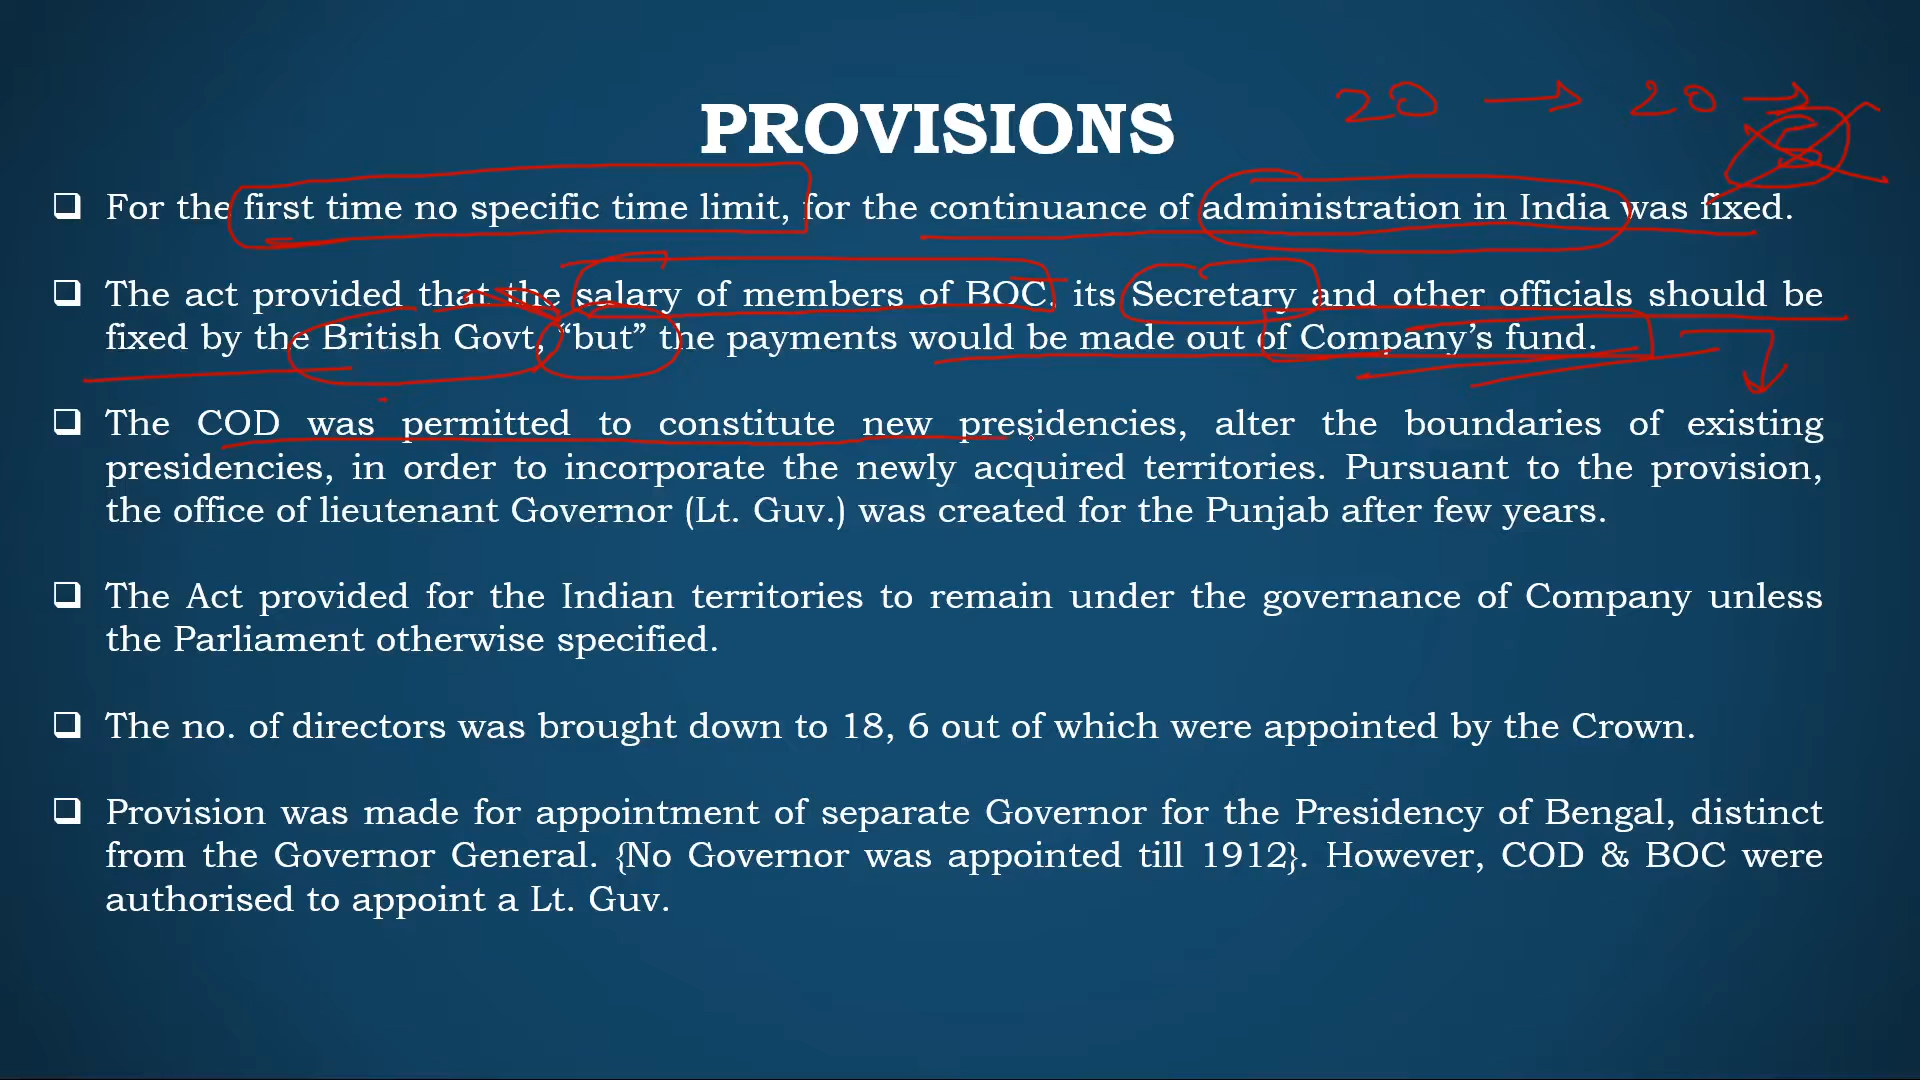 20 → 20 →
PROVISIONS
❑ For the first time no specific time limit, for the continuance of administration in India was fixed.
❑ The act provided that the salary of members of BOC, its Secretary and other officials should be
fixed by the British Govt, “but” the payments would be made out of Company’s fund.
❑ The COD was permitted to constitute new presidencies, alter the boundaries of existing
presidencies, in order to incorporate the newly acquired territories. Pursuant to the provision,
the office of lieutenant Governor (Lt. Guv.) was created for the Punjab after few years.
❑ The Act provided for the Indian territories to remain under the governance of Company unless
the Parliament otherwise specified.
❑ The no. of directors was brought down to 18, 6 out of which were appointed by the Crown.
❑ Provision was made for appointment of separate Governor for the Presidency of Bengal, distinct
from the Governor General. {No Governor was appointed till 1912}. However, COD & BOC were
authorised to appoint a Lt. Guv.